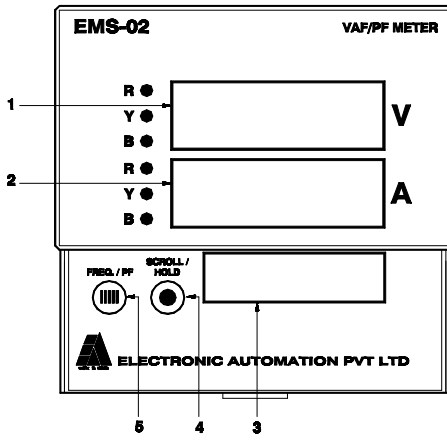 EMS-02 VAF/PF METER
R
1 Y V
B
R
2 Y A
B
FREQ. / PF SCROLL / HOLD
ELECTRONIC AUTOMATION PVT LTD
5 4 3